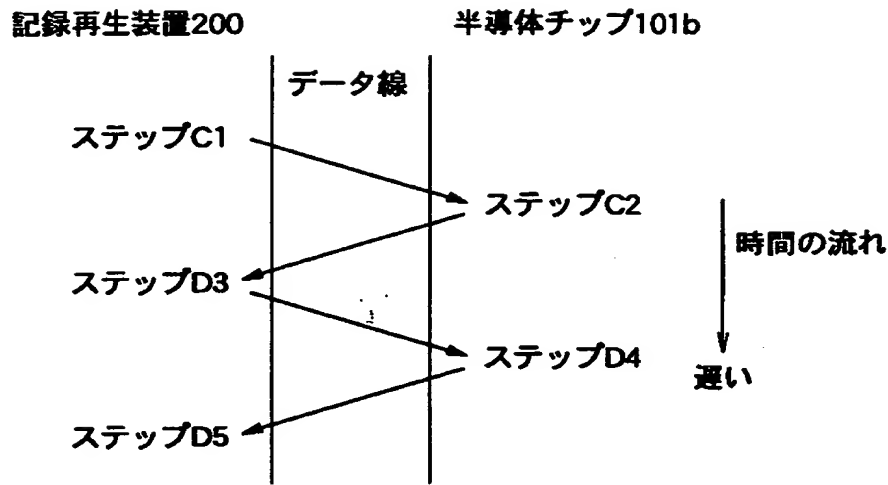 記録再生装置200
半導体チップ101b
データ線
ステップC1
ステップC2
時間の流れ
ステップD3
ステップD4
遅い
ステップD5